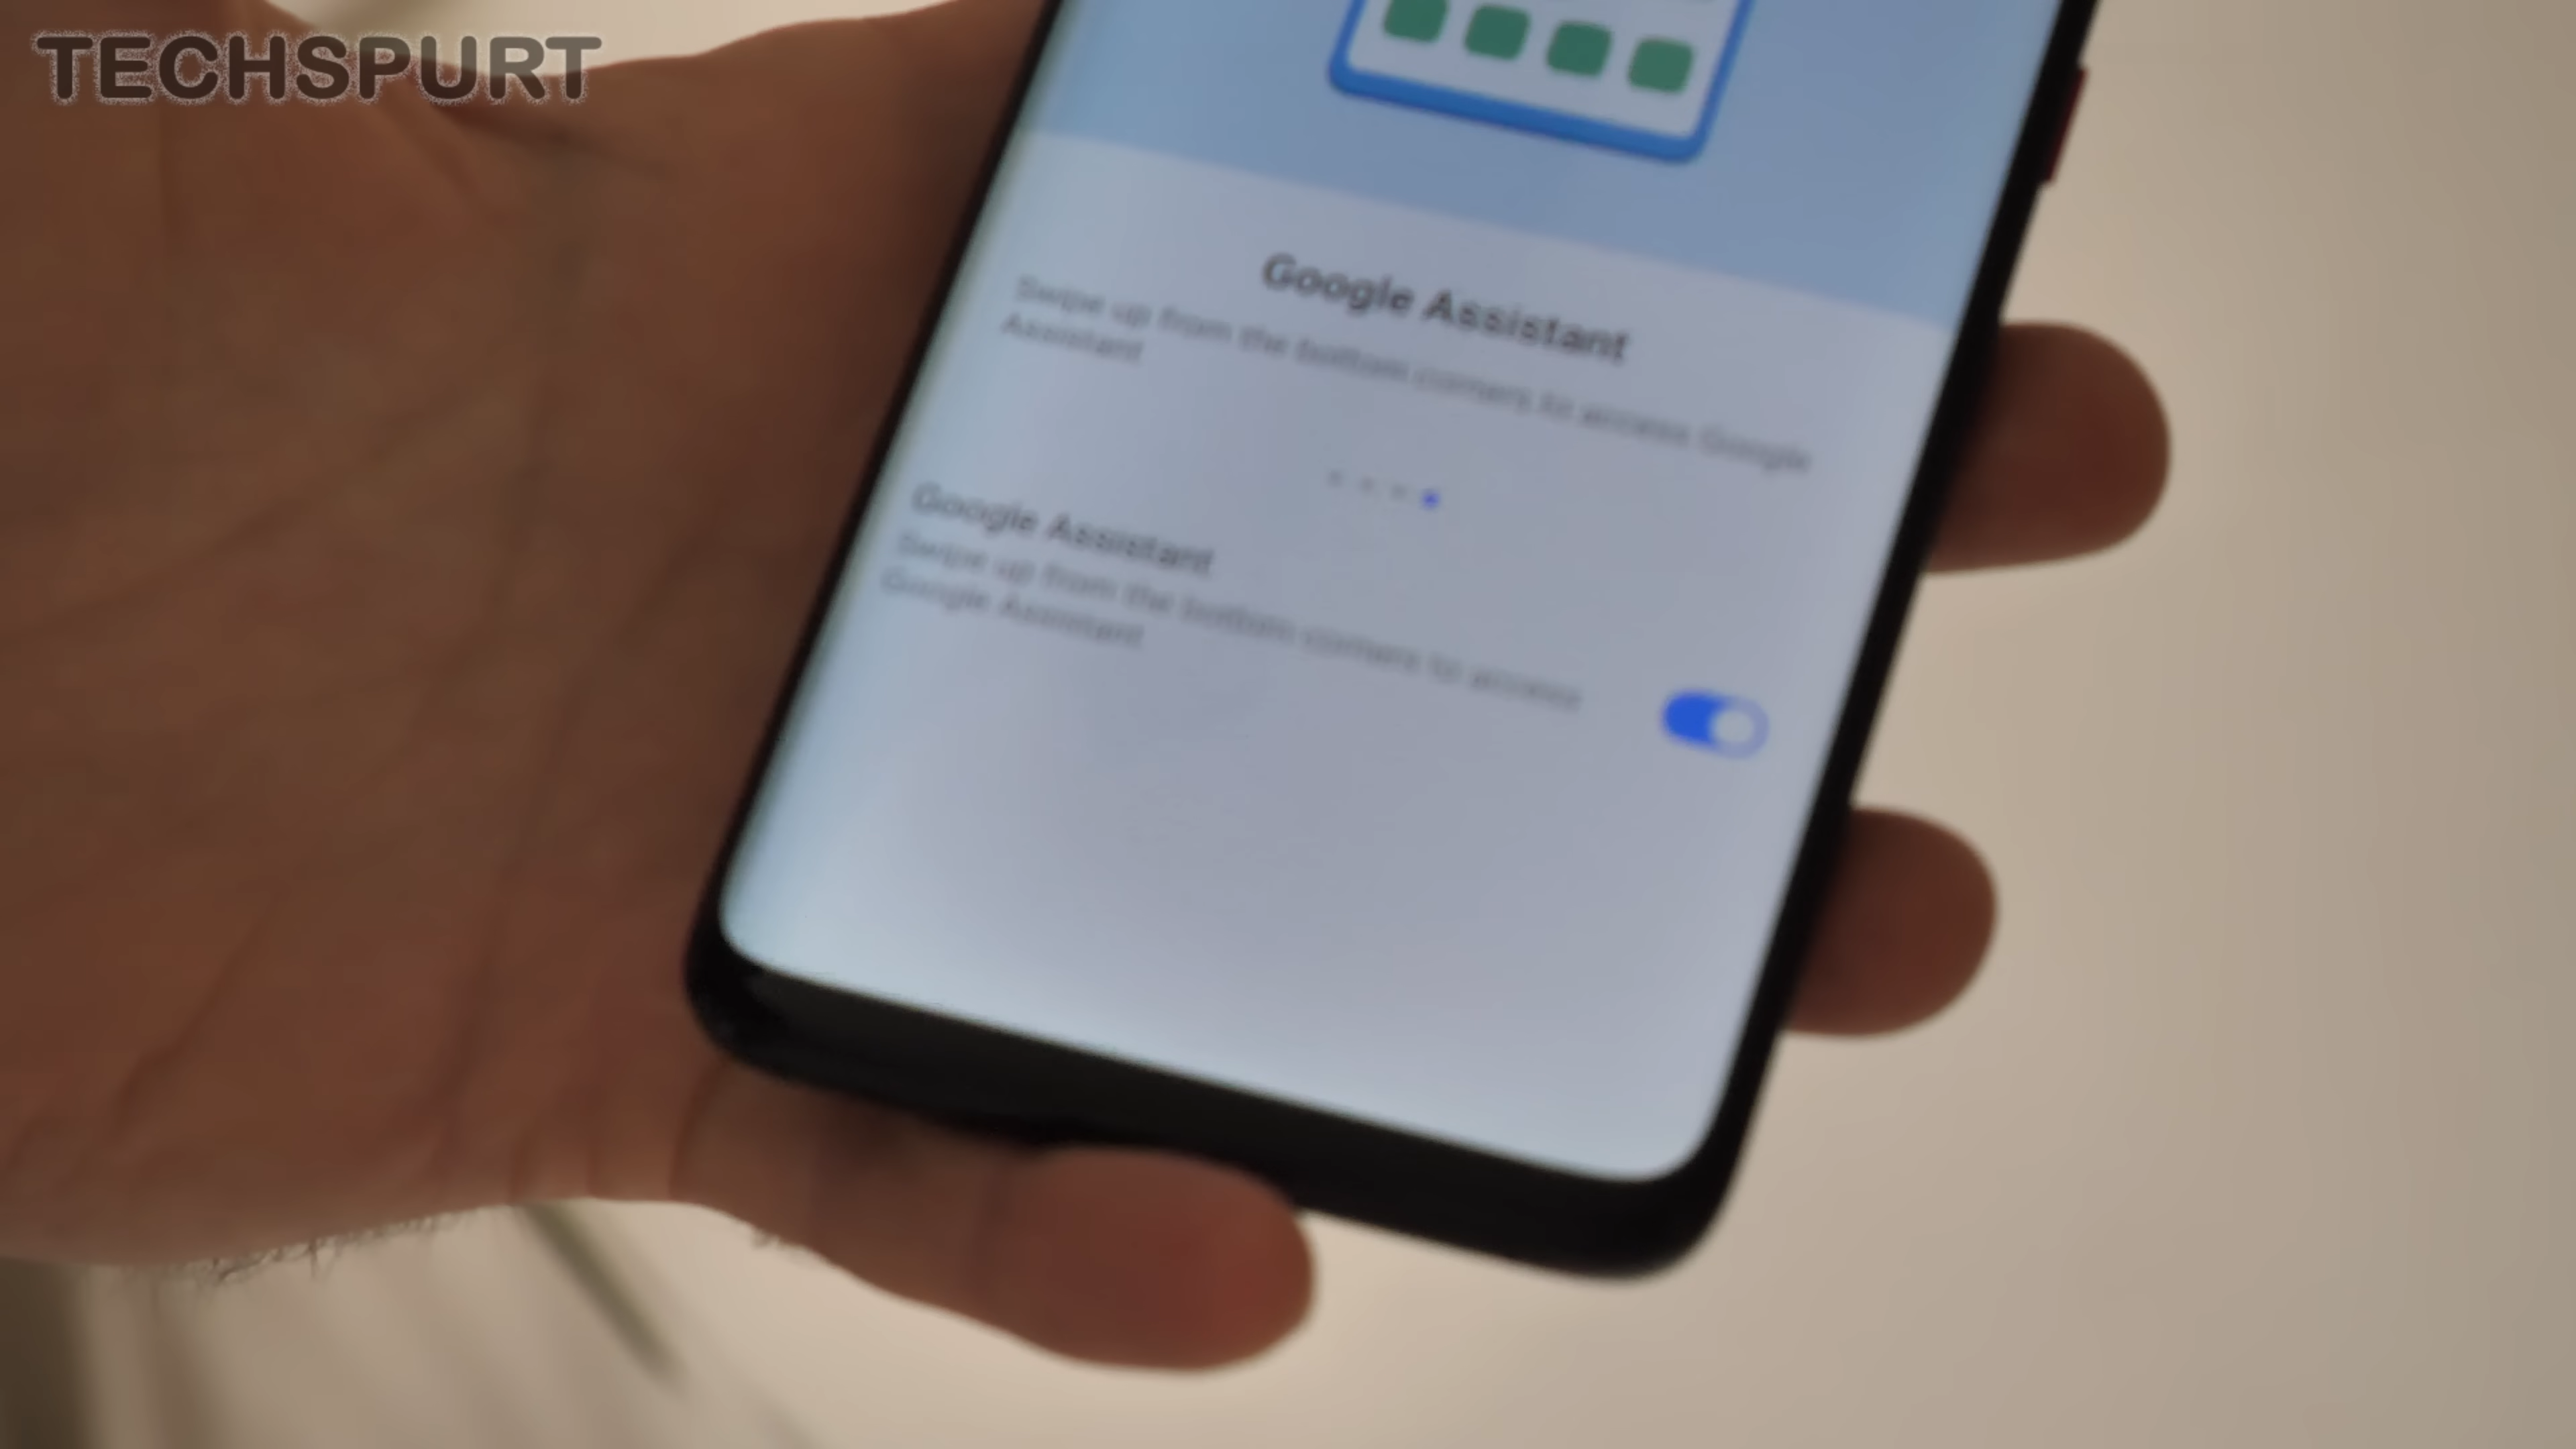 TECHSPURT
Google Assistant
Swipe up from the bottom corners to access Google
Assistant
Google Assistant
Swipe up from the bottom corners to access
Google Assistant